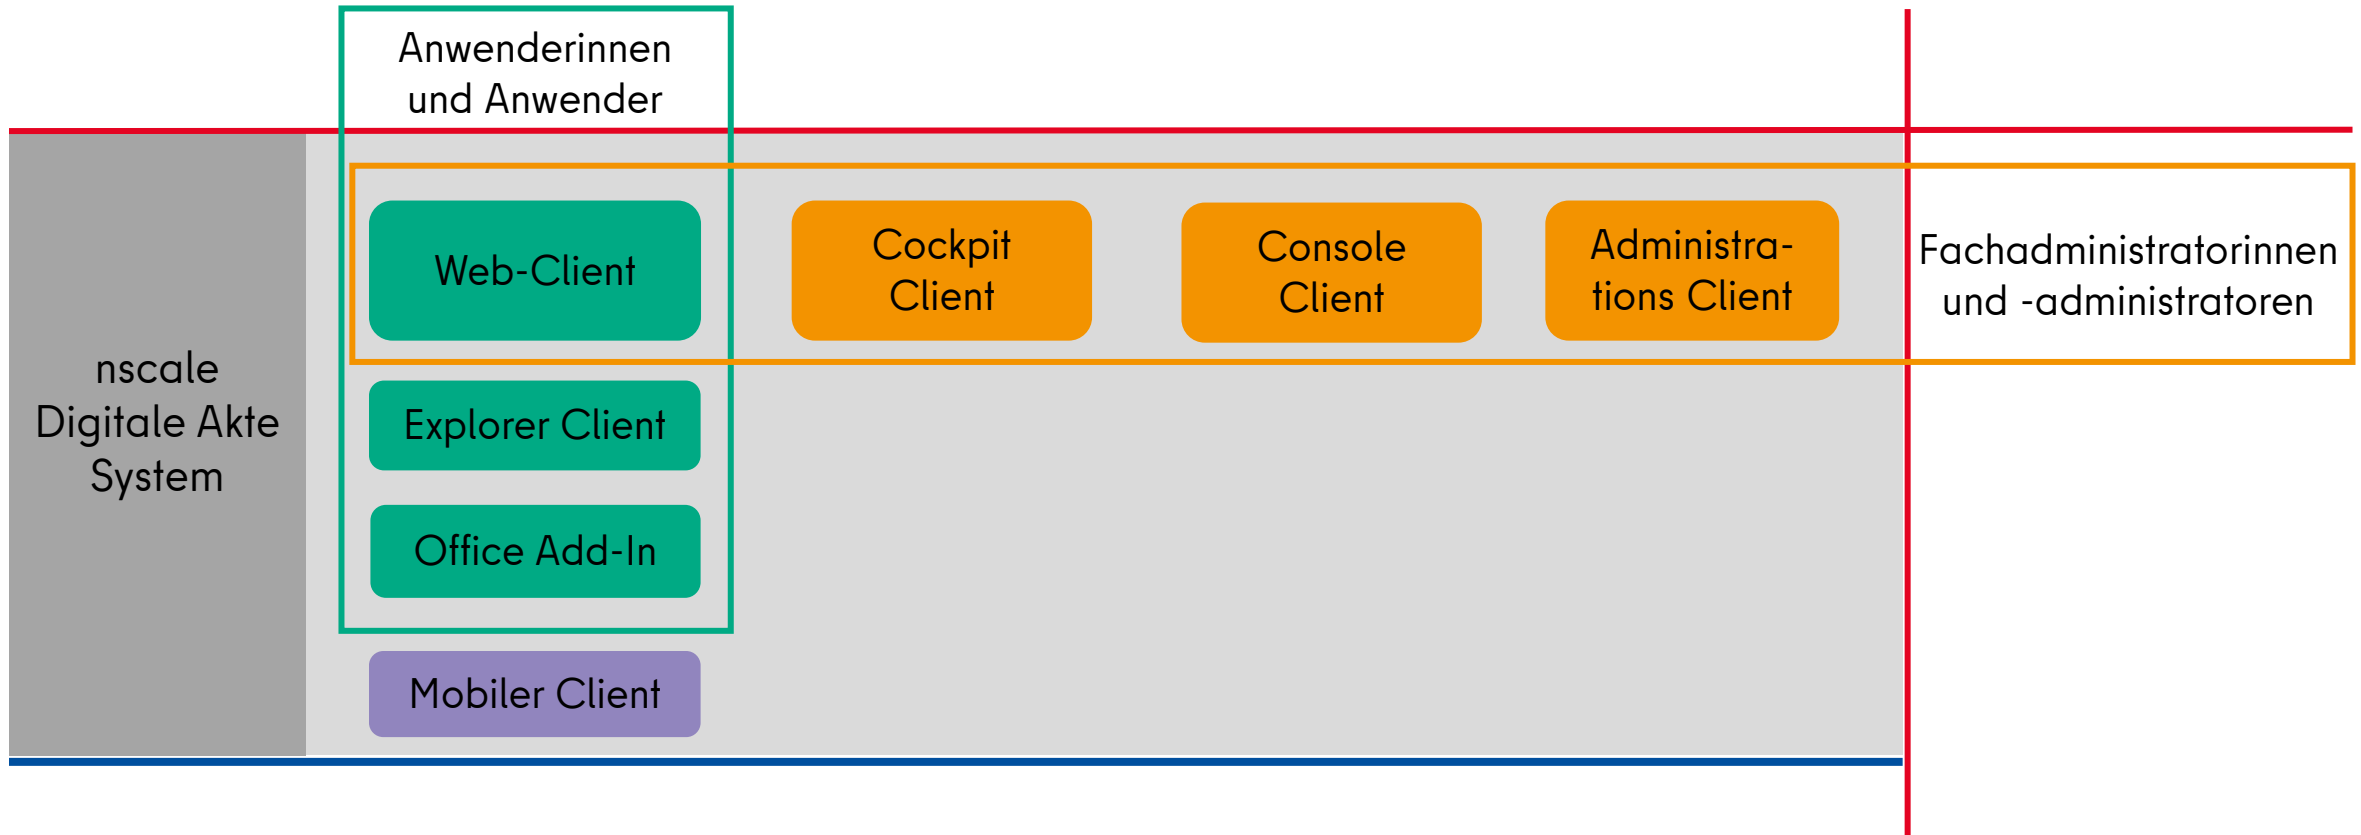 Anwenderinnen
und Anwender
nscale
Digitale Akte
System
Web-Client
Cockpit
Client
Console
Client
Administra-
tions Client
Fachadministratorinnen
und -administratoren
Explorer Client
Office Add-In
Mobiler Client